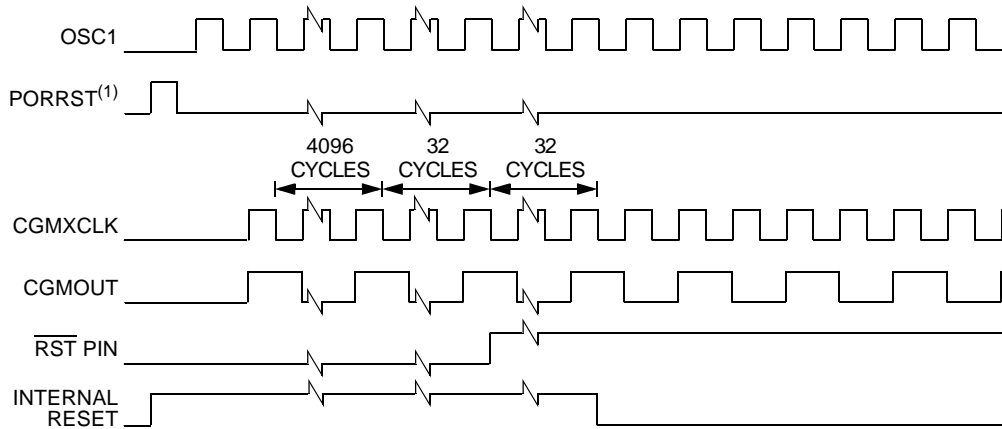 OSC1
PORRST(1)
4096
CYCLES
32
CYCLES
32
CYCLES
CGMXCLK
CGMOUT
RST PIN
INTERNAL
RESET